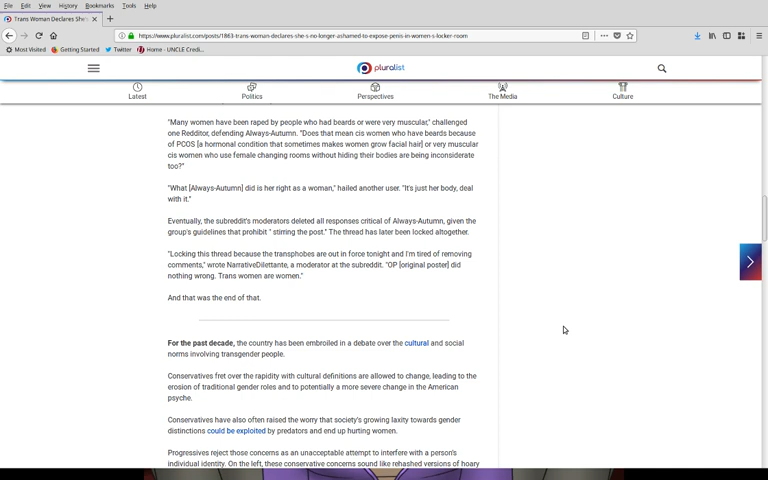 File Edit View History Bookmarks Tools Help
Trans Woman Declares She's
https://www.pluralist.com/posts/1863-trans-woman-declares-she-s-no-longer-ashamed-to-expose-penis-in-women-s-locker-room
Most Visited Getting Started Twitter Home - UNCLE Credi...
pluralist
Latest Politics Perspectives The Media Culture
"Many women have been raped by people who had beards or were very muscular," challenged
one Redditor, defending Always-Autumn. "Does that mean cis women who have beards because
of PCOS [a hormonal condition that sometimes makes women grow facial hair] or very muscular
cis women who use female changing rooms without hiding their bodies are being inconsiderate
too?"
"What [Always-Autumn] did is her right as a woman," hailed another user. "It's just her body, deal
with it."
Eventually, the subreddit's moderators deleted all responses critical of Always-Autumn, given the
group's guidelines that prohibit " stirring the post." The thread has later been locked altogether.
"Locking this thread because the transphobes are out in force tonight and I'm tired of removing
comments," wrote NarrativeDilettante, a moderator at the subreddit. "OP [original poster] did
nothing wrong. Trans women are women."
And that was the end of that.
For the past decade, the country has been embroiled in a debate over the cultural and social
norms involving transgender people.
Conservatives fret over the rapidity with cultural definitions are allowed to change, leading to the
erosion of traditional gender roles and to potentially a more severe change in the American
psyche.
Conservatives have also often raised the worry that society's growing laxity towards gender
distinctions could be exploited by predators and end up hurting women.
Progressives reject those concerns as an unacceptable attempt to interfere with a person's
individual identity. On the left, these conservative concerns sound like rehashed versions of hoary